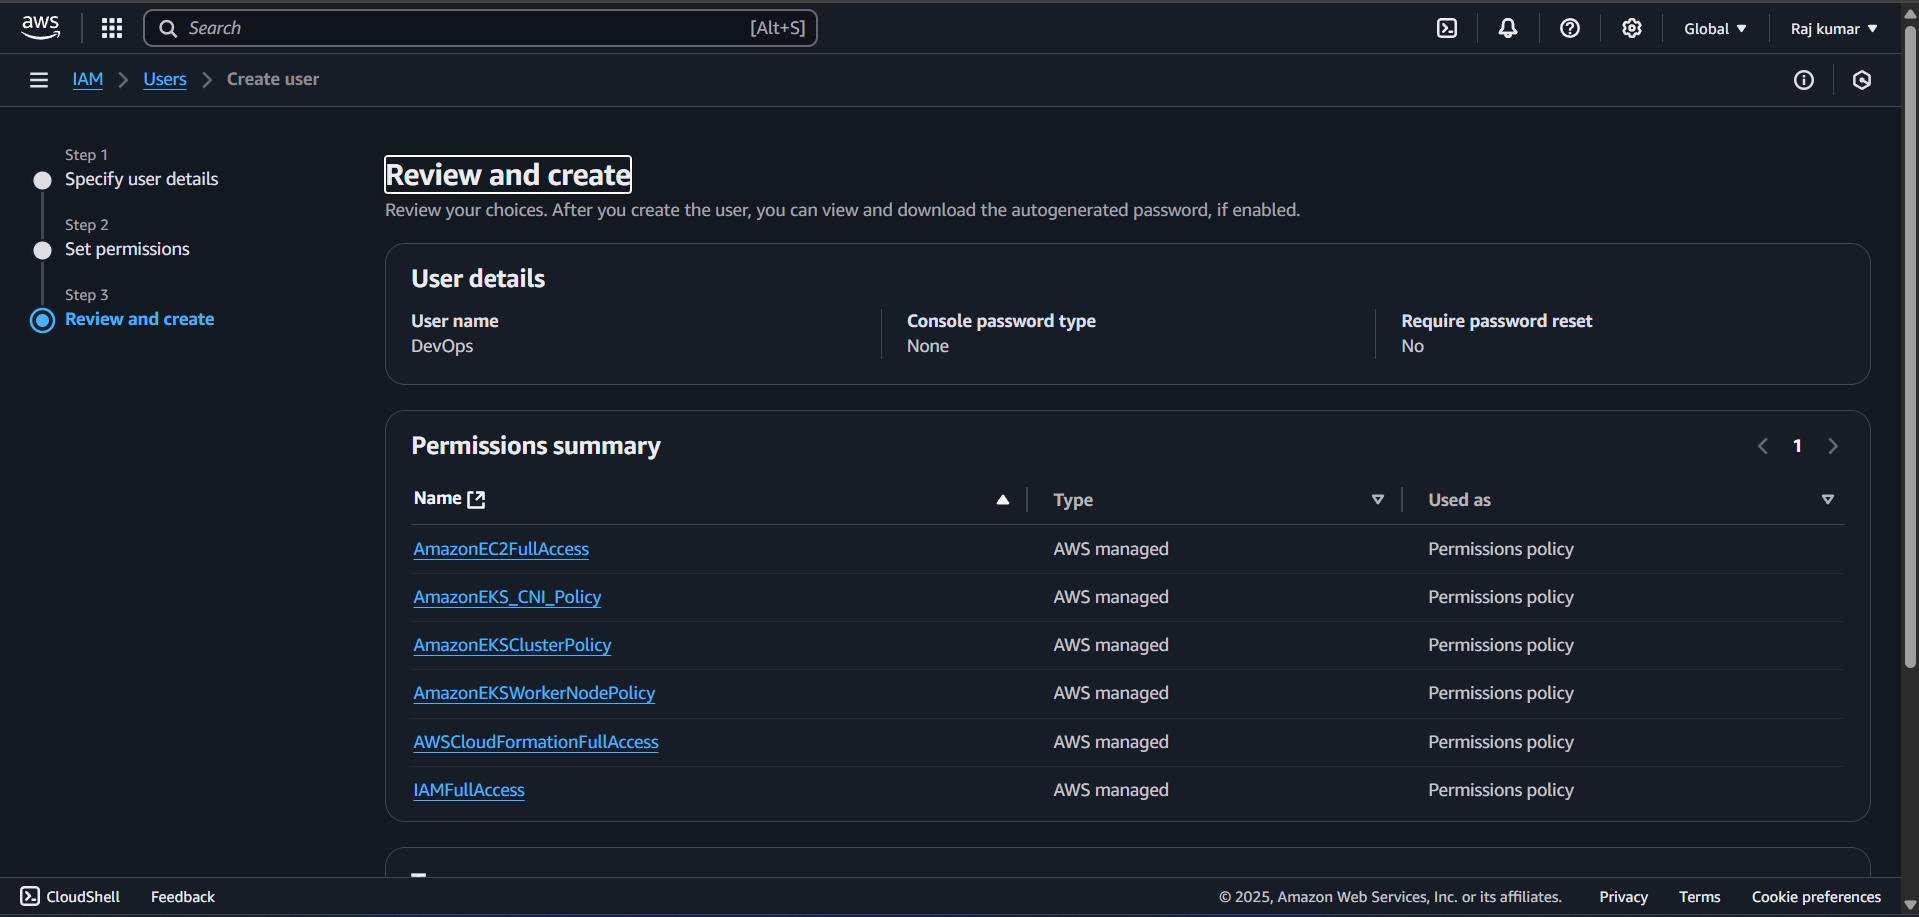 aws
Search [Alt+S]
Global Raj kumar
IAM Users Create user
Step 1
Specify user details
Step 2
Set permissions
Step 3
Review and create
Review and create
Review your choices. After you create the user, you can view and download the autogenerated password, if enabled.
User details
User name Console password type Require password reset
DevOps None No
Permissions summary
1
Name Type Used as
AmazonEC2FullAccess AWS managed Permissions policy
AmazonEKS_CNI_Policy AWS managed Permissions policy
AmazonEKSClusterPolicy AWS managed Permissions policy
AmazonEKSWorkerNodePolicy AWS managed Permissions policy
AWSCloudFormationFullAccess AWS managed Permissions policy
IAMFullAccess AWS managed Permissions policy
CloudShell Feedback © 2025, Amazon Web Services, Inc. or its affiliates. Privacy Terms Cookie preferences